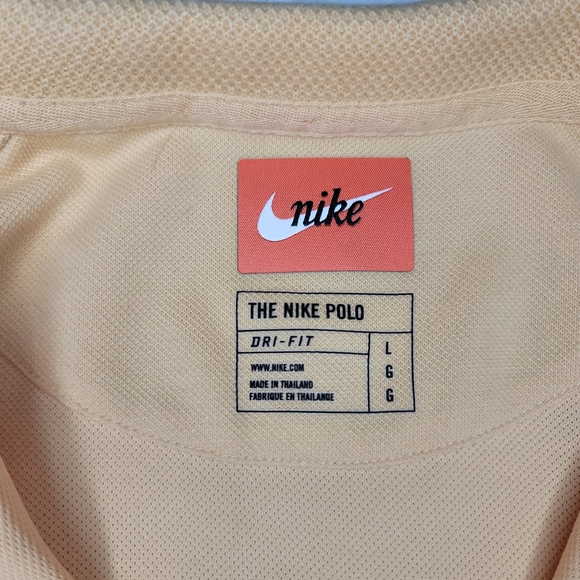 nike
THE NIKE POLO
DRI-FIT
WWW.NIKE.COM
MADE IN THAILAND
FABRIQUE EN THAILANDE
L
G
G